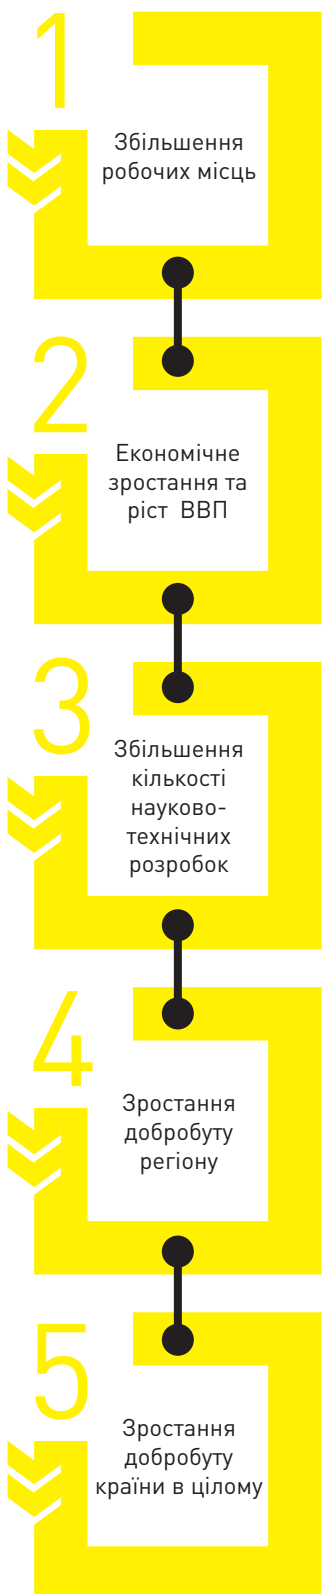 1
Збільшення
робочих місць
2
Економічне
зростання та
ріст ВВП
3
Збільшення
кількості
науково-
технічних
розробок
4
Зростання
добробуту
регіону
5
Зростання
добробуту
країни в цілому